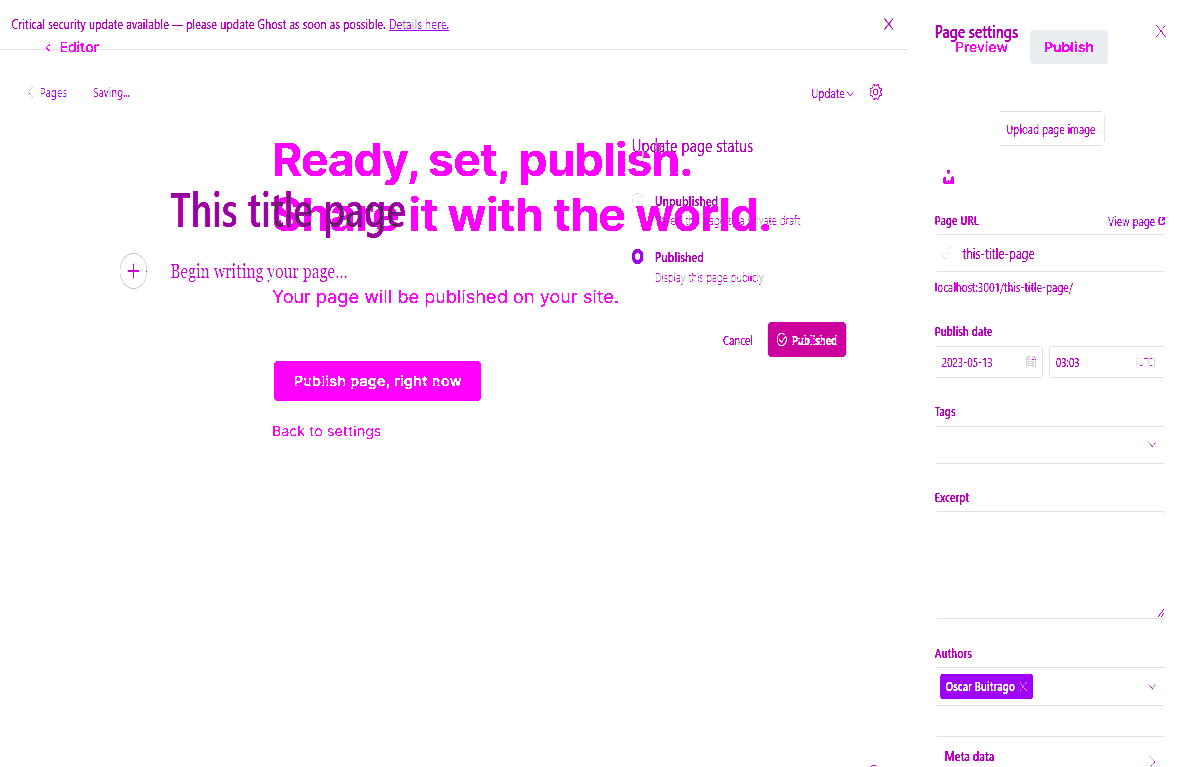 Critical security update available — please update Ghost as soon as possible. Details here.
Editor
Pages
Saving...
Update
Ready, set, publish.
Share it with the world.
This title page
Begin writing your page...
Your page will be published on your site.
Publish page, right now
Back to settings
Update page status
Unpublished
private draft
Published
Display this page publicly
Cancel
Published
Page settings
Preview
Publish
Upload page image
Page URL
View page
this-title-page
localhost:3001/this-title-page/
Publish date
2023-05-13
03:03
(UTC)
Tags
Excerpt
Authors
Oscar Buitrago
Meta data